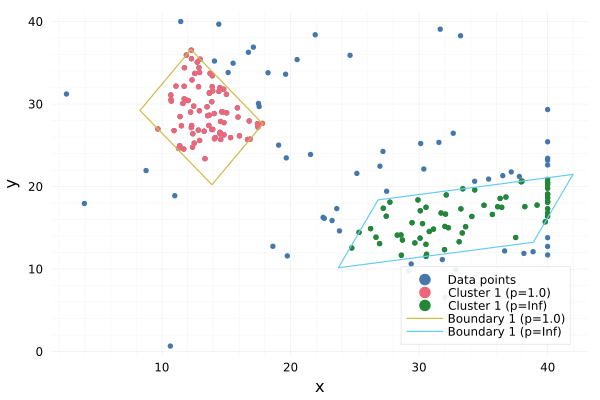 40
30
20
10
0
y
10
20
30
40
x
Data points
Cluster 1 (p=1.0)
Cluster 1 (p=Inf)
Boundary 1 (p=1.0)
Boundary 1 (p=Inf)